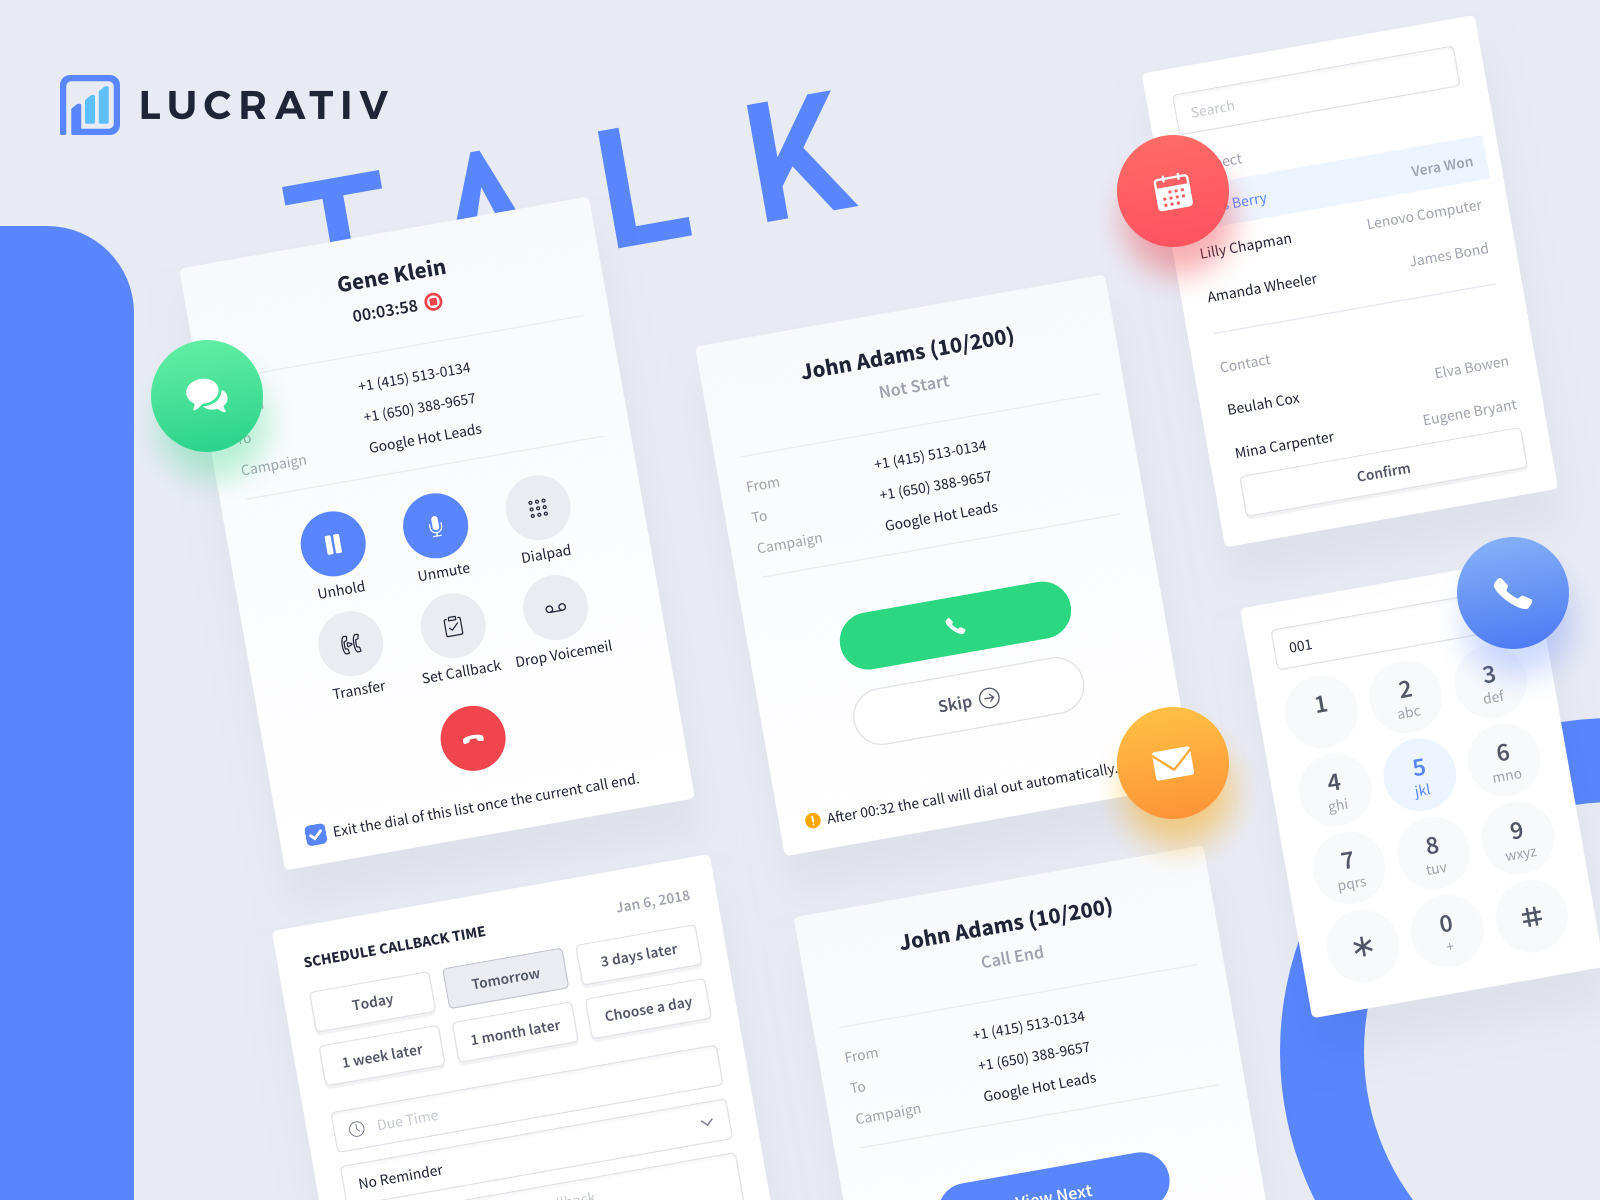 LUCRATIV
TALK
Gene Klein
00:03:58
+1 (415) 513-0134
To +1 (650) 388-9657
Campaign Google Hot Leads
Unhold Unmute Dialpad
Transfer Set Callback Drop Voicemeil
Exit the dial of this list once the current call end.
John Adams (10/200)
Not Start
From +1 (415) 513-0134
To +1 (650) 388-9657
Campaign Google Hot Leads
Skip
After 00:32 the call will dial out automatically.
Search
Berry Vera Won
Lilly Chapman Lenovo Computer
Amanda Wheeler James Bond
Contact
Beulah Cox Elva Bowen
Mina Carpenter Eugene Bryant
Confirm
001
1 2 3
abc def
4 5 6
ghi jkl mno
7 8 9
pqrs tuv wxyz
* 0 #
+
SCHEDULE CALLBACK TIME Jan 6, 2018
Today Tomorrow 3 days later
1 week later 1 month later Choose a day
Due Time
No Reminder
John Adams (10/200)
Call End
From +1 (415) 513-0134
To +1 (650) 388-9657
Campaign Google Hot Leads
View Next